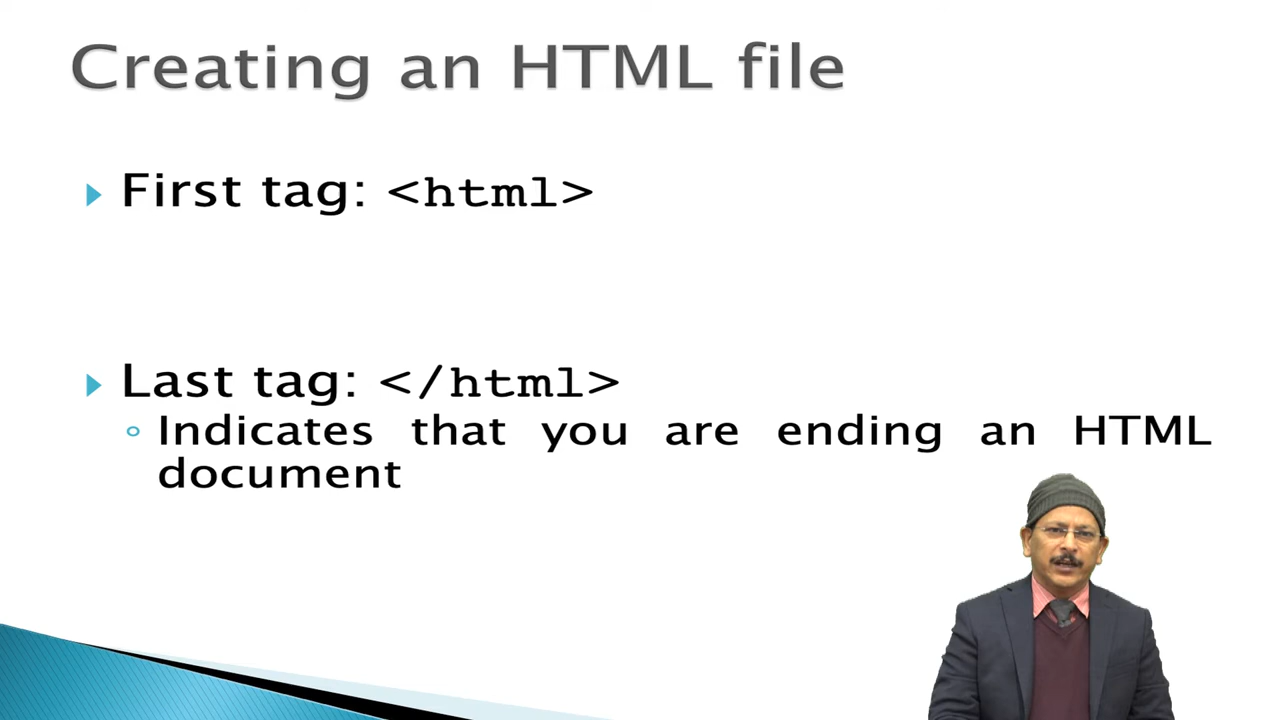 Creating an HTML file
First tag: <html>
Last tag: </html>
Indicates that you are ending an HTML
document